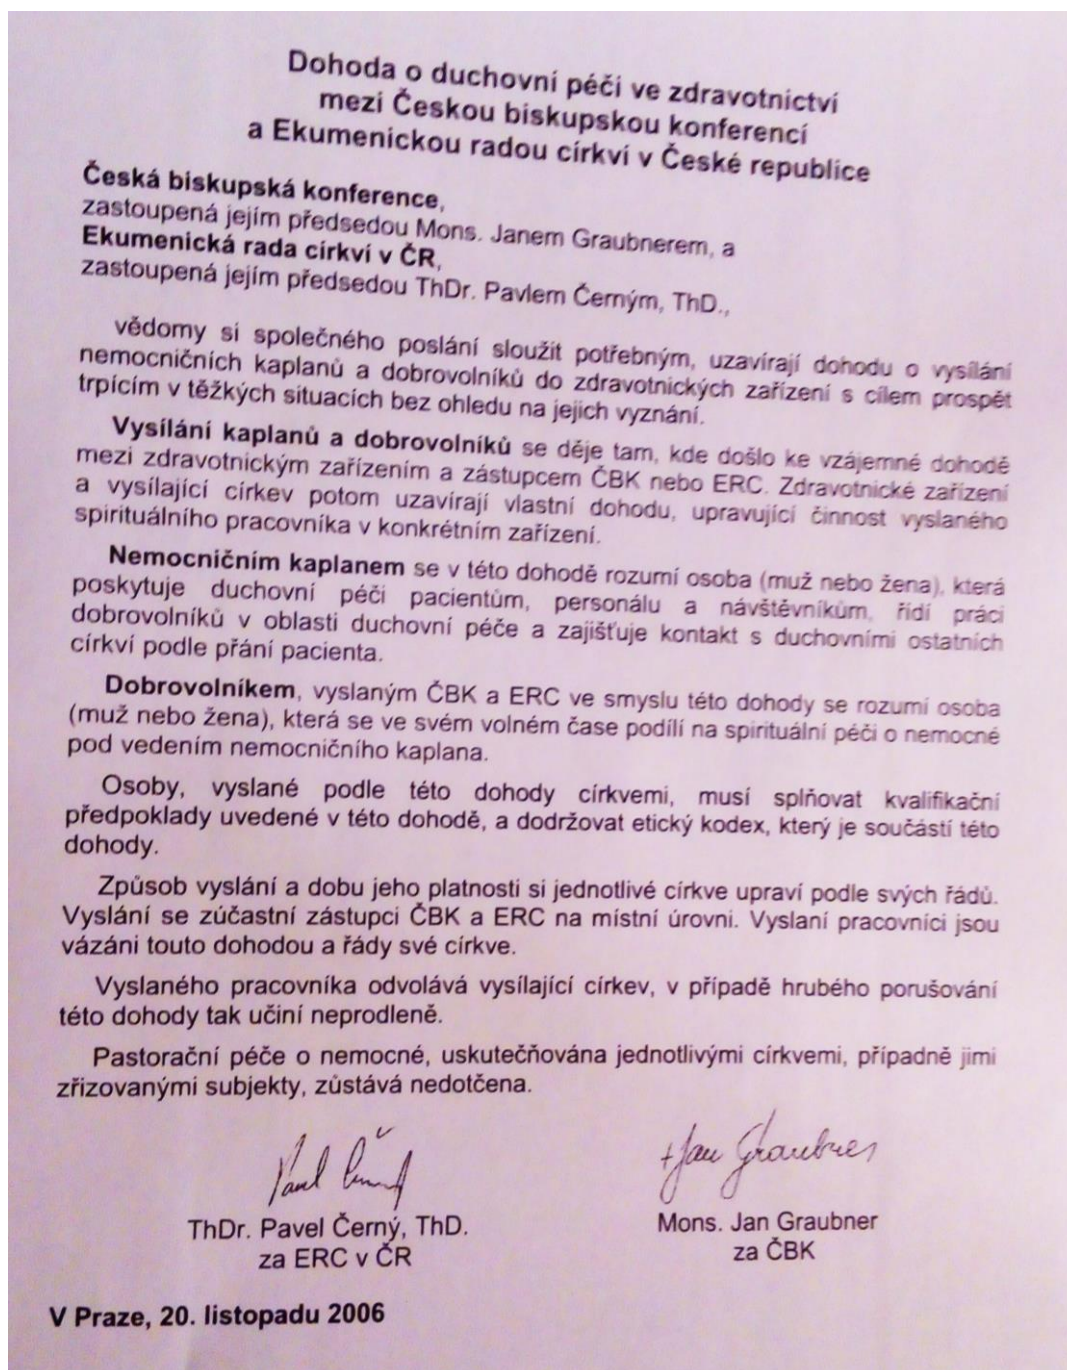 Dohoda o duchovní péči ve zdravotnictví
mezi Českou biskupskou konferencí
a Ekumenickou radou církví v České republice
Česká biskupská konference,
zastoupená jejím předsedou Mons. Janem Graubnerem, a
Ekumenická rada církví v ČR,
zastoupená jejím předsedou ThDr. Pavlem Černým, ThD.,
vědomy si společného poslání sloužit potřebným, uzavírají dohodu o vysílání
nemocničních kaplanů a dobrovolníků do zdravotnických zařízení s cílem prospět
trpícím v těžkých situacích bez ohledu na jejich vyznání.
Vysílání kaplanů a dobrovolníků se děje tam, kde došlo ke vzájemné dohodě
mezi zdravotnickým zařízením a zástupcem ČBK nebo ERC. Zdravotnické zařízení
a vysílající církev potom uzavírají vlastní dohodu, upravující činnost vyslaného
spirituálního pracovníka v konkrétním zařízení.
Nemocničním kaplanem se v této dohodě rozumí osoba (muž nebo žena), která
poskytuje duchovní péči pacientům, personálu a návštěvníkům, řídí práci
dobrovolníků v oblasti duchovní péče a zajišťuje kontakt s duchovními ostatních
církví podle přání pacienta.
Dobrovolníkem, vyslaným ČBK a ERC ve smyslu této dohody se rozumí osoba
(muž nebo žena), která se ve svém volném čase podílí na spirituální péči o nemocné
pod vedením nemocničního kaplana.
Osoby, vyslané podle této dohody církvemi, musí splňovat kvalifikační
předpoklady uvedené v této dohodě, a dodržovat etický kodex, který je součástí této
dohody.
Způsob vyslání a dobu jeho platnosti si jednotlivé církve upraví podle svých řádů.
Vyslání se zúčastní zástupci ČBK a ERC na místní úrovni. Vyslaní pracovníci jsou
vázáni touto dohodou a řády své církve.
Vyslaného pracovníka odvolává vysílající církev, v případě hrubého porušování
této dohody tak učiní neprodleně.
Pastorační péče o nemocné, uskutečňována jednotlivými církvemi, případně jimi
zřizovanými subjekty, zůstává nedotčena.
Pavel Černý
+Jan Graubner
ThDr. Pavel Černý, ThD.
za ERC v ČR
Mons. Jan Graubner
za ČBK
V Praze, 20. listopadu 2006